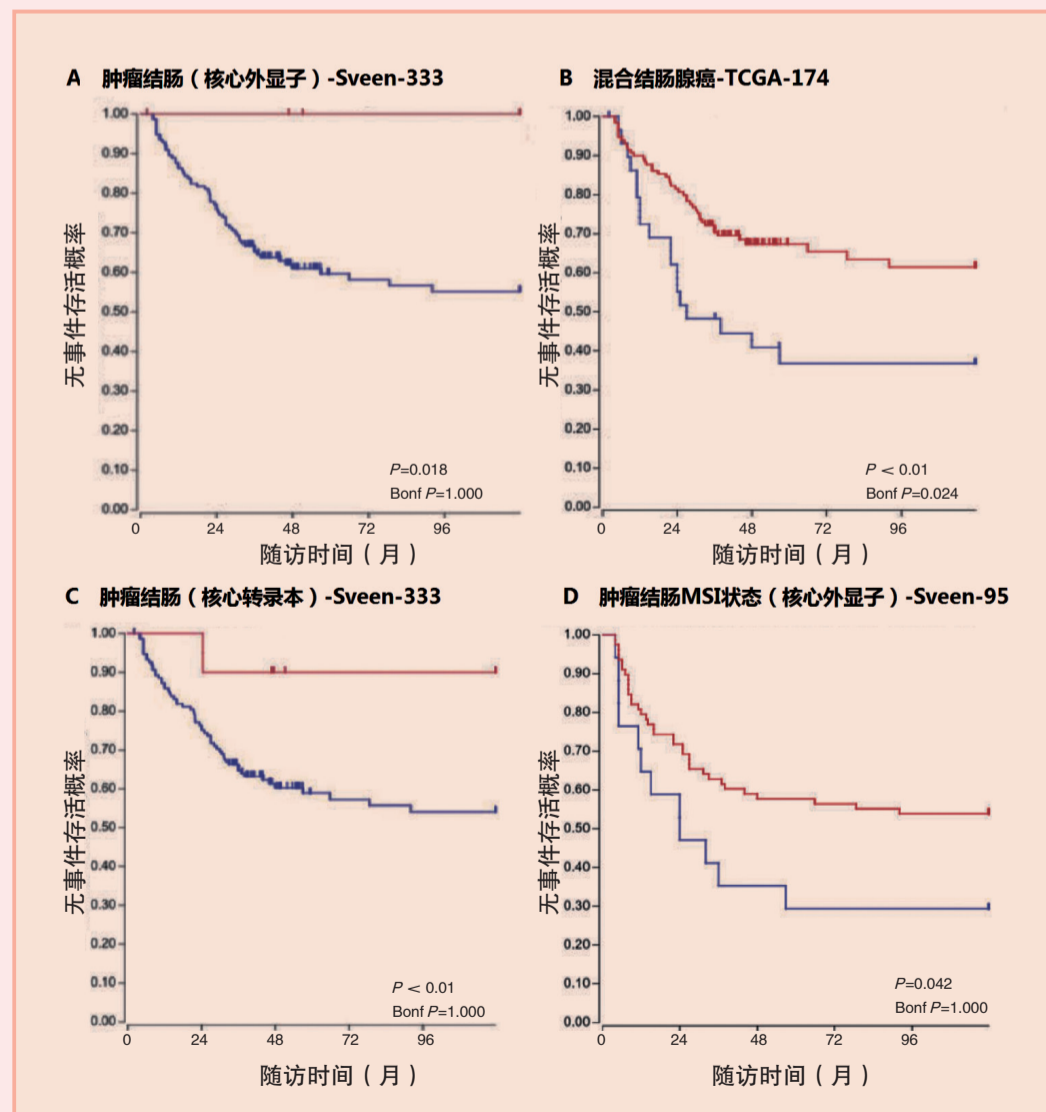 A 肿瘤结肠（核心外显子）-Sveen-333
无事件存活概率
1.00
0.90
0.80
0.70
0.60
0.50
0.40
0.30
0.20
0.10
0.00
P=0.018
Bonf P=1.000
0 24 48 72 96
随访时间（月）
B 混合结肠腺癌-TCGA-174
无事件存活概率
1.00
0.90
0.80
0.70
0.60
0.50
0.40
0.30
0.20
0.10
0.00
P < 0.01
Bonf P=0.024
0 24 48 72 96
随访时间（月）
C 肿瘤结肠（核心转录本）-Sveen-333
无事件存活概率
1.00
0.90
0.80
0.70
0.60
0.50
0.40
0.30
0.20
0.10
0.00
P < 0.01
Bonf P=1.000
0 24 48 72 96
随访时间（月）
D 肿瘤结肠MSI状态（核心外显子）-Sveen-95
无事件存活概率
1.00
0.90
0.80
0.70
0.60
0.50
0.40
0.30
0.20
0.10
0.00
P=0.042
Bonf P=1.000
0 24 48 72 96
随访时间（月）